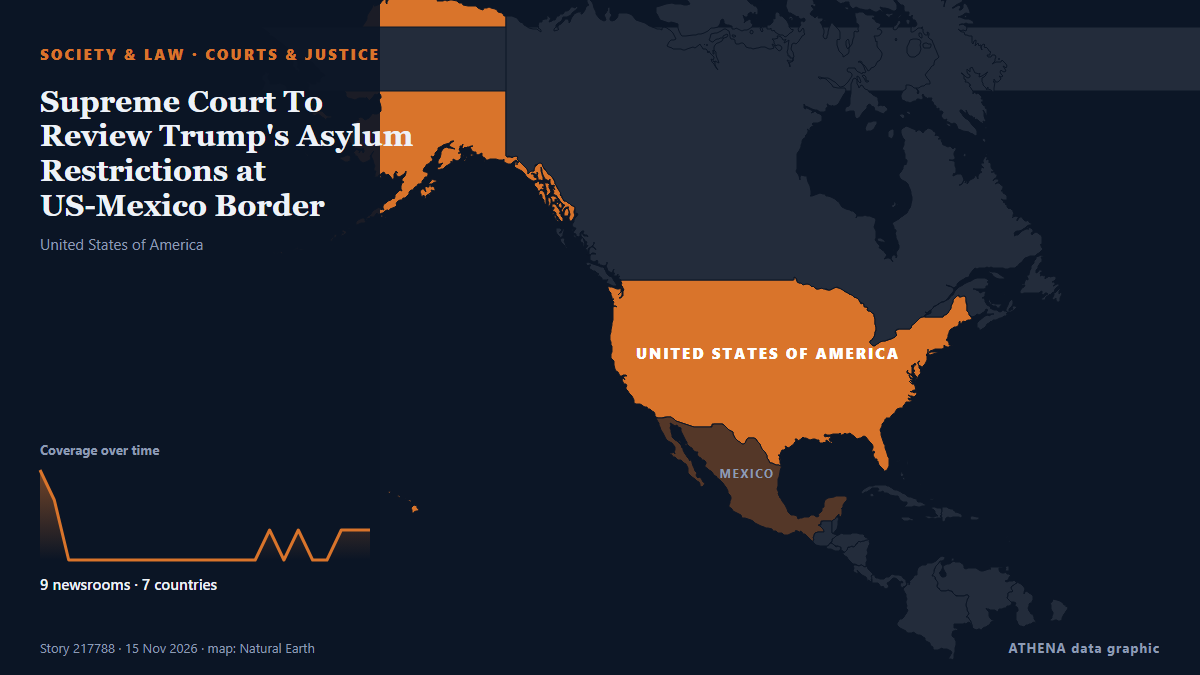 SOCIETY & LAW · COURTS & JUSTICE
Supreme Court To
Review Trump's Asylum
Restrictions at
US-Mexico Border
United States of America
UNITED STATES OF AMERICA
MEXICO
Coverage over time
9 newsrooms · 7 countries
Story 217788 · 15 Nov 2026 · map: Natural Earth
ATHENA data graphic